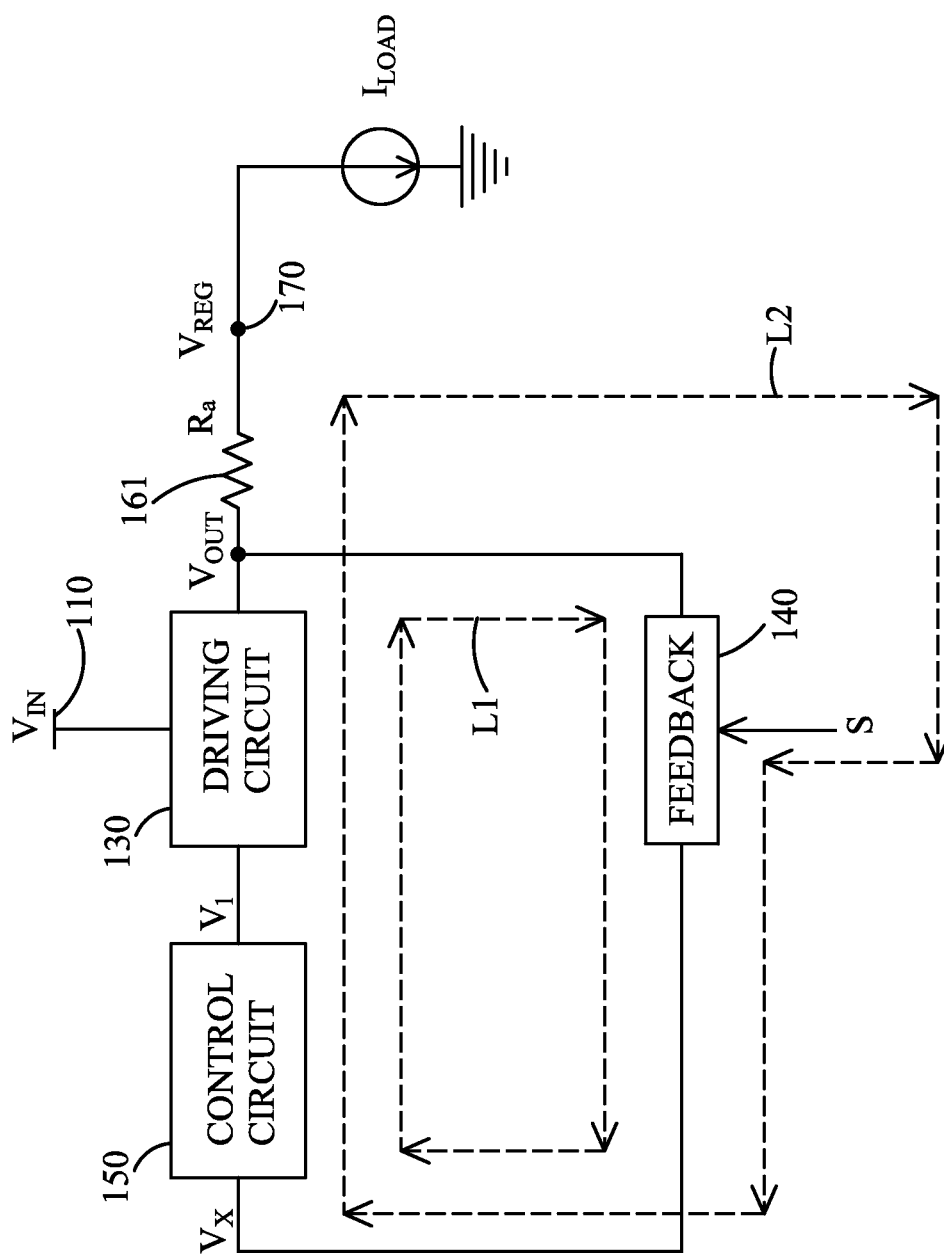 V_IN
110
I_LOAD
130
DRIVING
CIRCUIT
V_OUT
161
R_a
V_REG
170
150
CONTROL
CIRCUIT
V_1
V_X
L1
L2
FEEDBACK
140
S